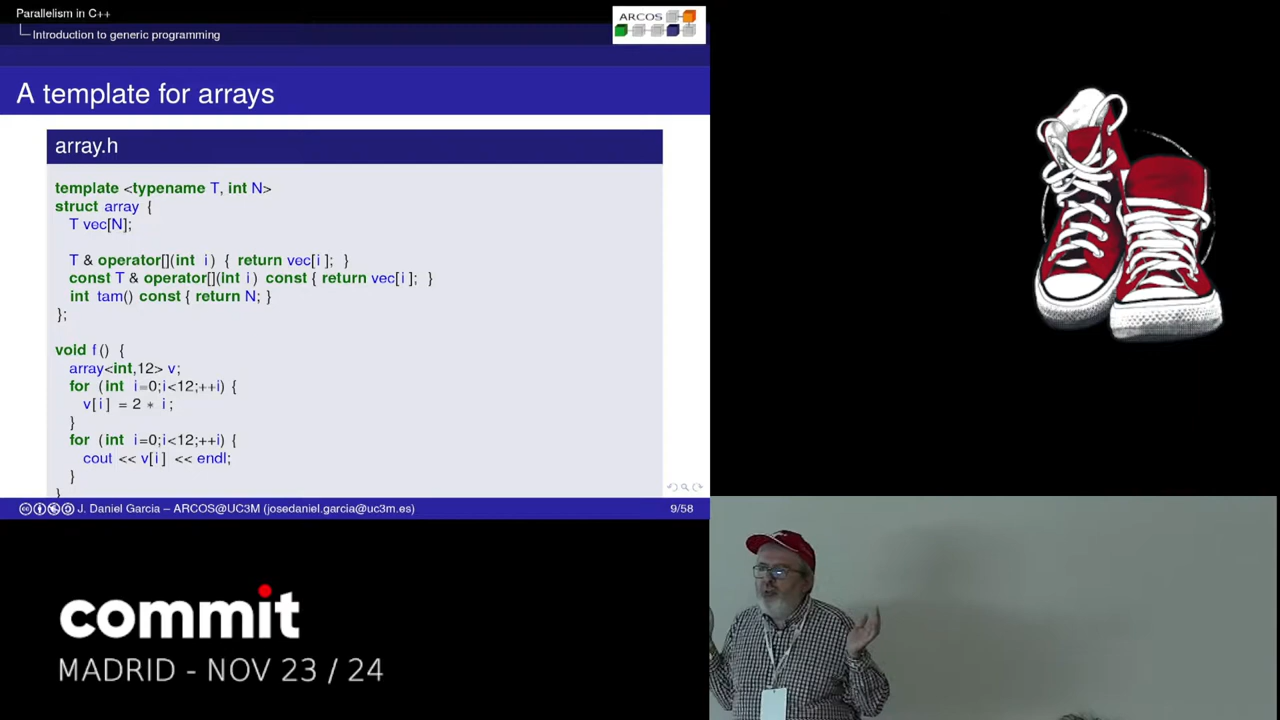 Parallelism in C++
Introduction to generic programming
ARCOS
A template for arrays
array.h
template <typename T, int N>
struct array {
T vec[N];
T & operator[](int i) { return vec[i]; }
const T & operator[](int i) const { return vec[i]; }
int tam() const { return N; }
};
void f() {
array<int,12> v;
for (int i=0;i<12;++i) {
v[i] = 2 * i;
}
for (int i=0;i<12;++i) {
cout << v[i] << endl;
}
}
cc J. Daniel Garcia – ARCOS@UC3M (josedaniel.garcia@uc3m.es) 9/58
commit
MADRID - NOV 23 / 24